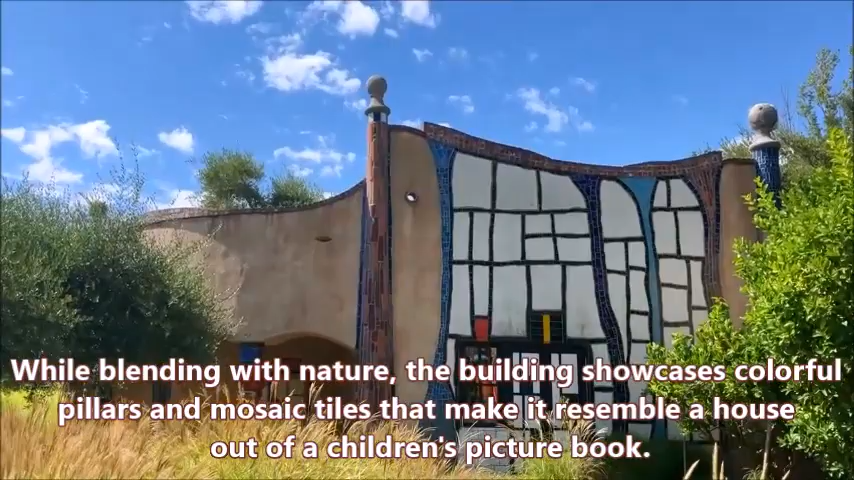 While blending with nature, the building showcases colorful
pillars and mosaic tiles that make it resemble a house
out of a children's picture book.